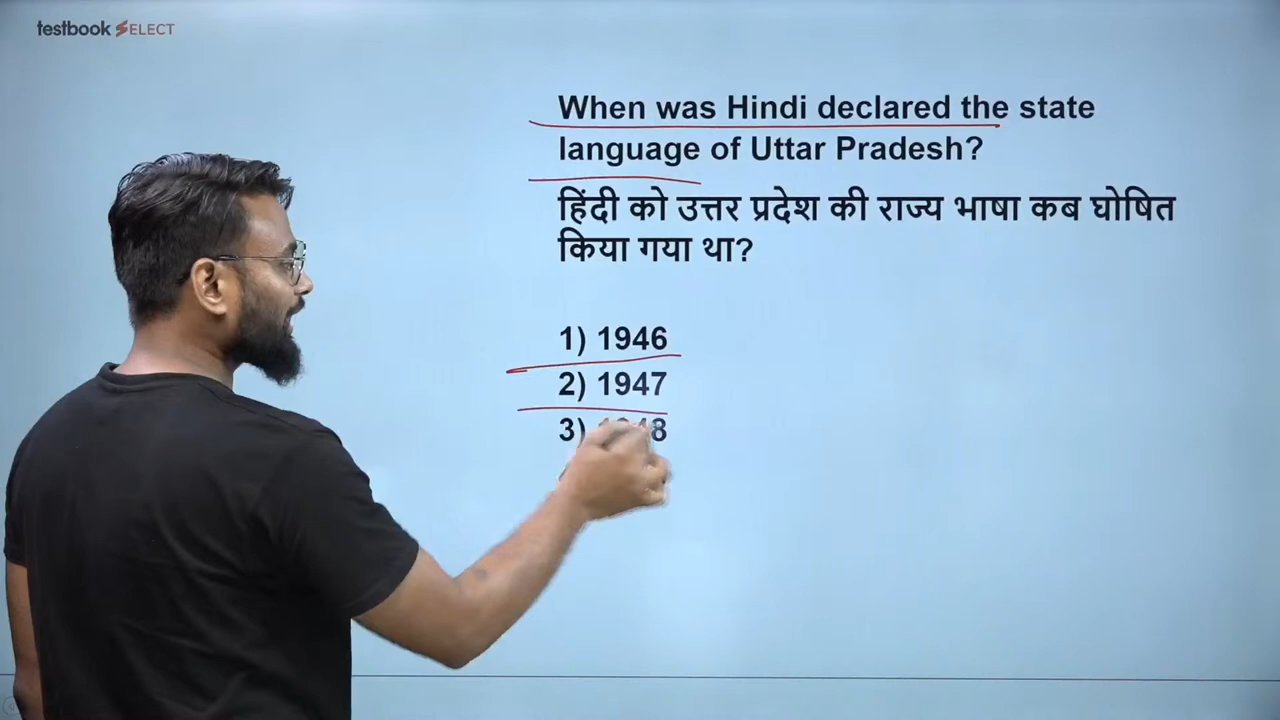 testbook SELECT
When was Hindi declared the state
language of Uttar Pradesh?
हिंदी को उत्तर प्रदेश की राज्य भाषा कब घोषित
किया गया था?
1) 1946
2) 1947
3)